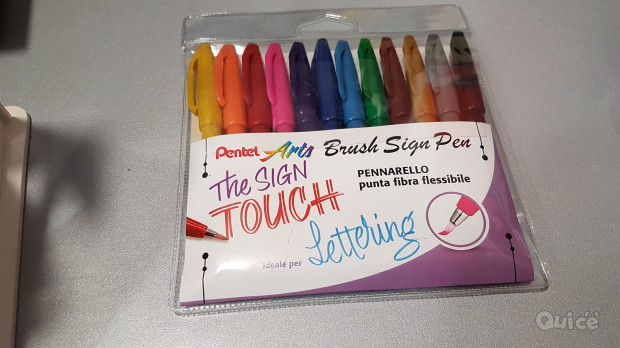 Pentel Arts Brush Sign Pen
The SIGN
TOUCH
PENNARELLO
punta fibra flessibile
ideale per Lettering
Quicè